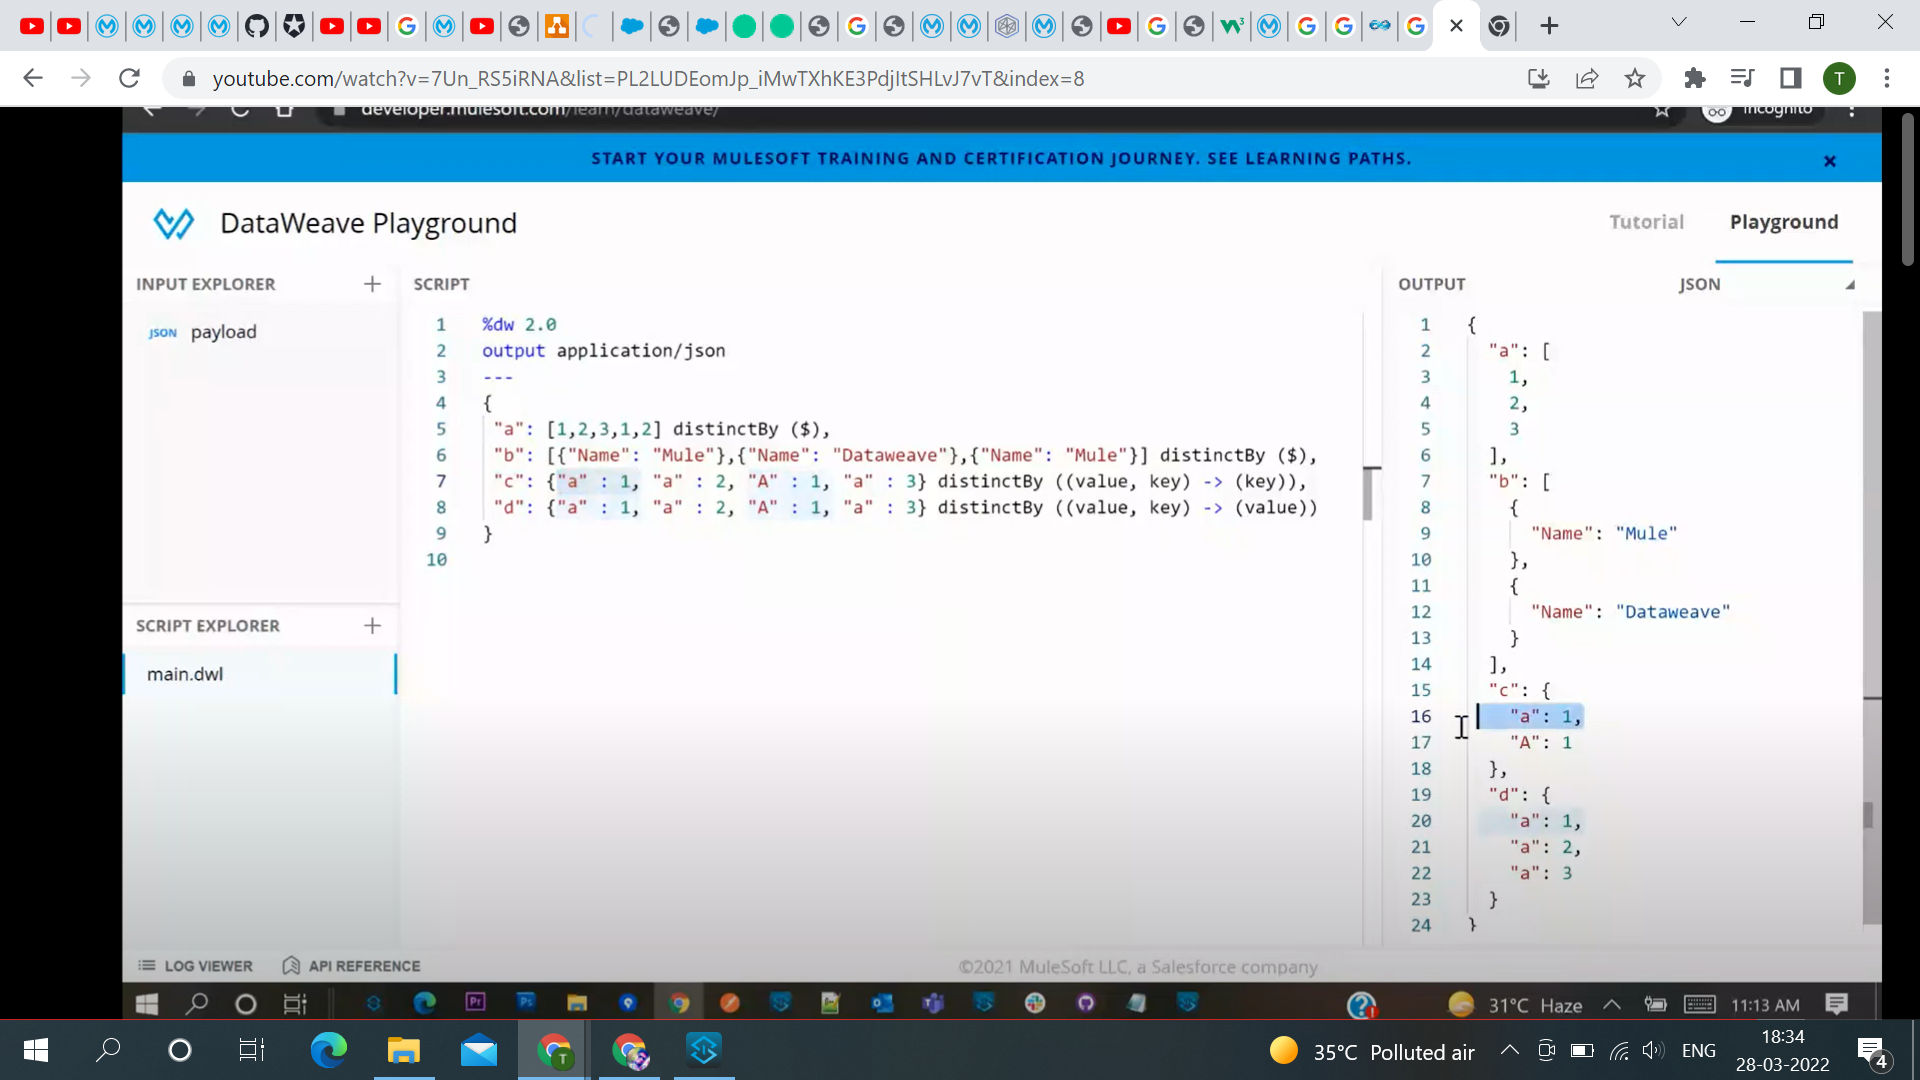 youtube.com/watch?v=7Un_RS5iRNA&list=PL2LUDEomJp_iMwTXhKE3PdjItSHLvJ7vT&index=8
T
developer.mulesoft.com/learn/dataweave/
Incognito
START YOUR MULESOFT TRAINING AND CERTIFICATION JOURNEY. SEE LEARNING PATHS.
DataWeave Playground
Tutorial
Playground
INPUT EXPLORER
JSON payload
SCRIPT EXPLORER
main.dwl
SCRIPT
1 %dw 2.0
2 output application/json
3 ---
4 {
5 "a": [1,2,3,1,2] distinctBy ($),
6 "b": [{"Name": "Mule"},{"Name": "Dataweave"},{"Name": "Mule"}] distinctBy ($),
7 "c": {"a" : 1, "a" : 2, "A" : 1, "a" : 3} distinctBy ((value, key) -> (key)),
8 "d": {"a" : 1, "a" : 2, "A" : 1, "a" : 3} distinctBy ((value, key) -> (value))
9 }
10
OUTPUT JSON
1 {
2 "a": [
3 1,
4 2,
5 3
6 ],
7 "b": [
8 {
9 "Name": "Mule"
10 },
11 {
12 "Name": "Dataweave"
13 }
14 ],
15 "c": {
16 "a": 1,
17 "A": 1
18 },
19 "d": {
20 "a": 1,
21 "a": 2,
22 "a": 3
23 }
24 }
LOG VIEWER
API REFERENCE
©2021 MuleSoft LLC, a Salesforce company
31°C Haze
11:13 AM
35°C Polluted air
ENG
18:34
28-03-2022
4